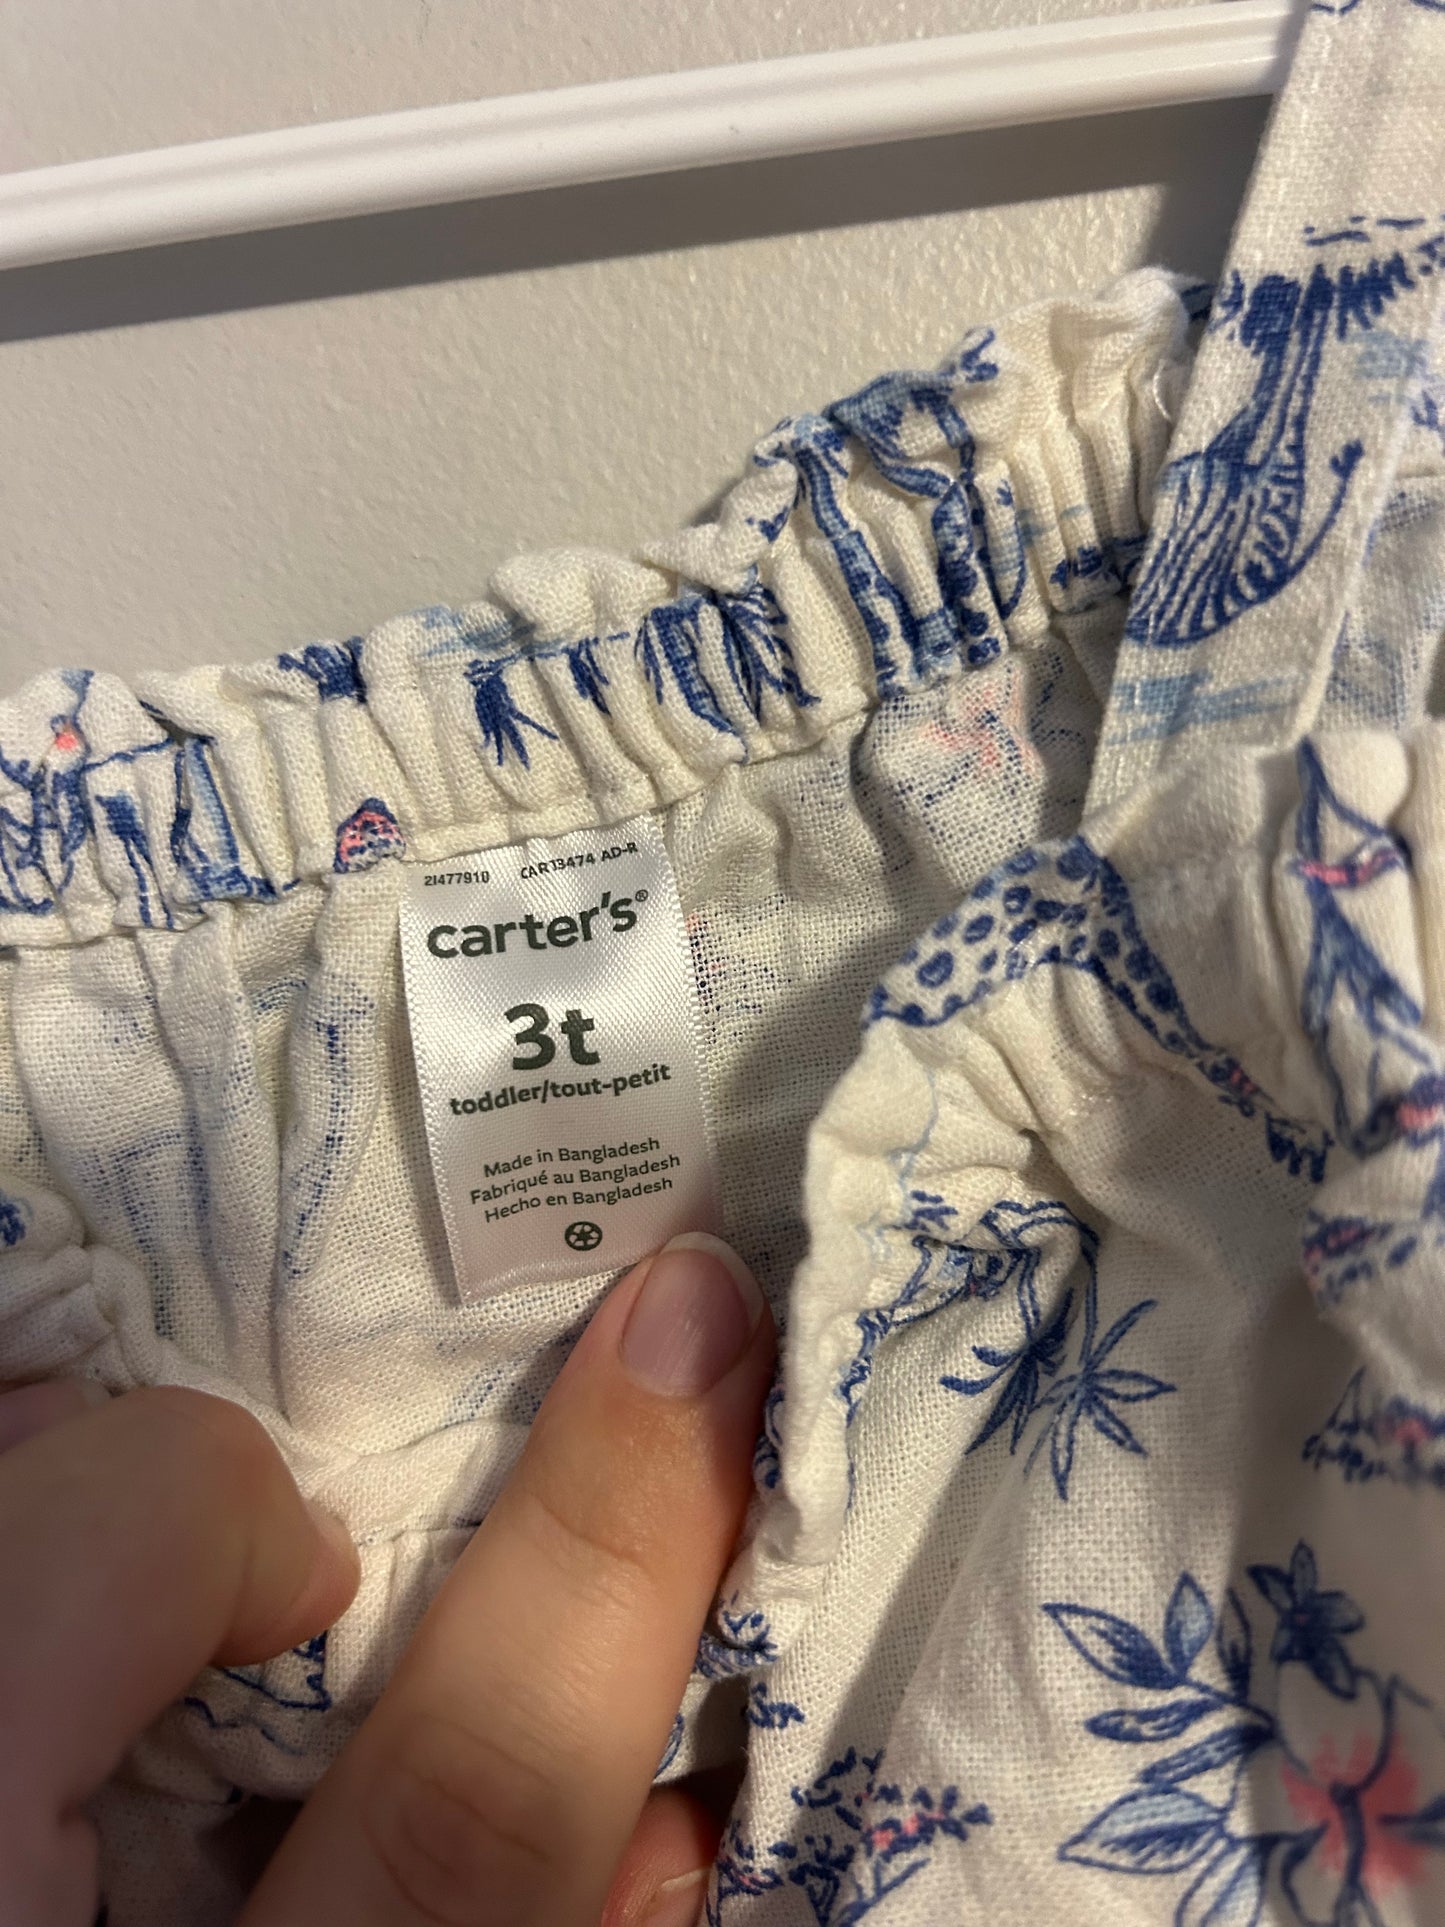 21477910 CAR13474 AD-R
carter's®
3t
toddler/tout-petit
Made in Bangladesh
Fabriqué au Bangladesh
Hecho en Bangladesh